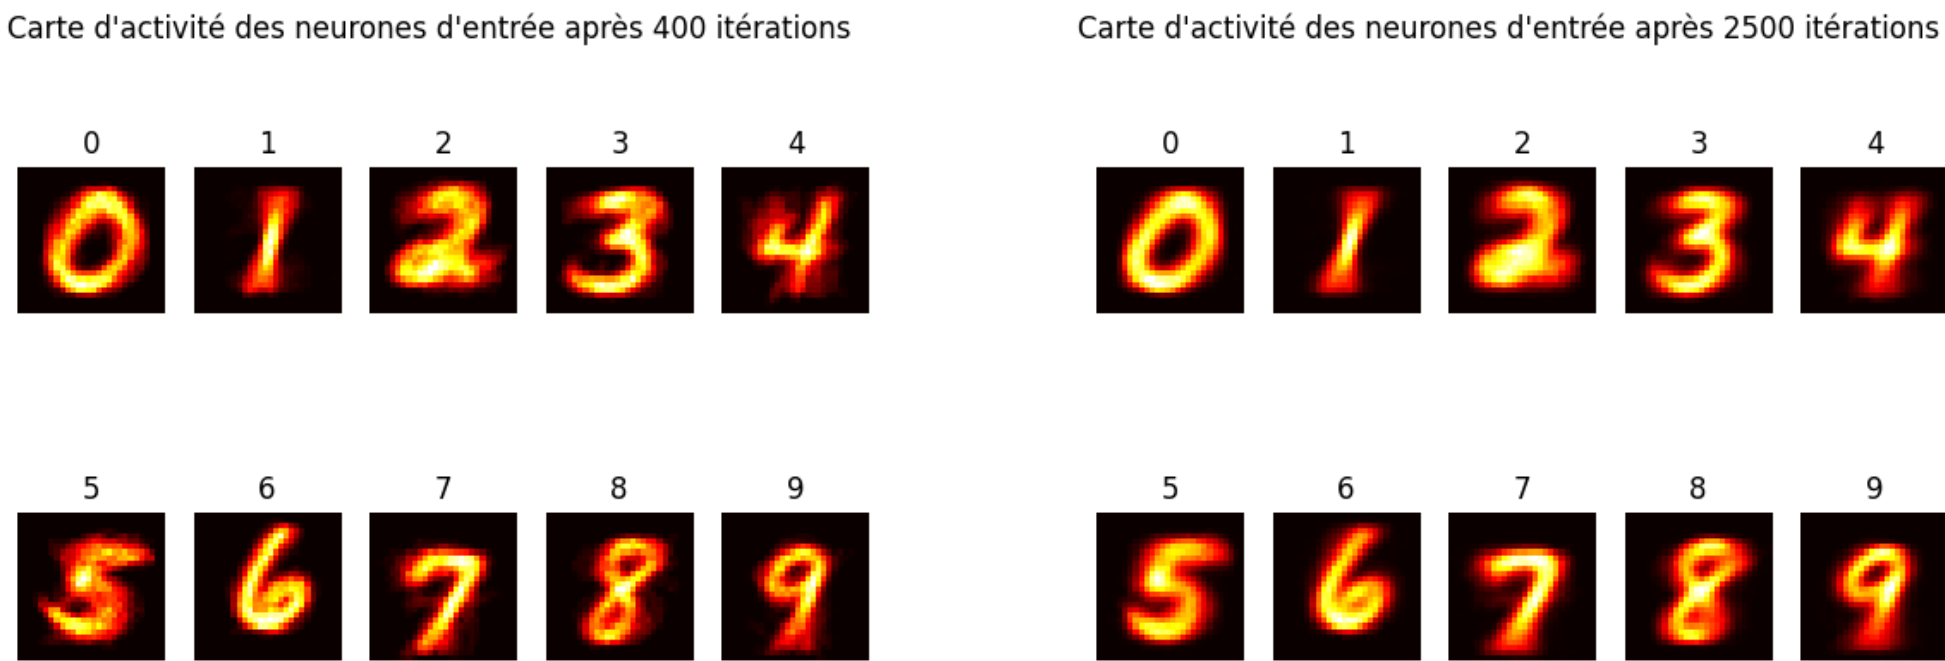 Carte d'activité des neurones d'entrée après 400 itérations
0 1 2 3 4
5 6 7 8 9
Carte d'activité des neurones d'entrée après 2500 itérations
0 1 2 3 4
5 6 7 8 9